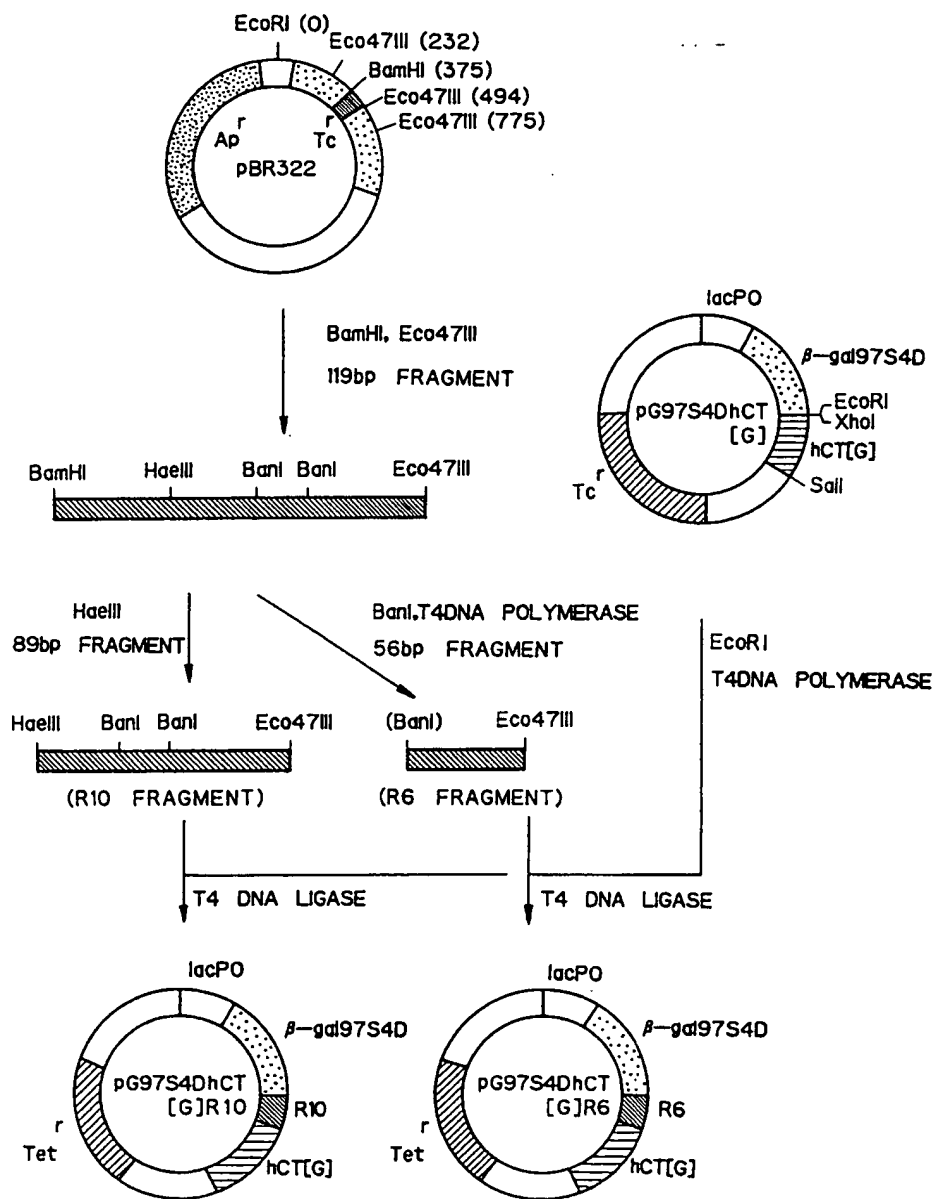 EcoRI (0)
Eco47III (232)
BamHI (375)
Eco47III (494)
Eco47III (775)
Ap r
Tc r
pBR322
BamHI, Eco47III
119bp FRAGMENT
lacPO
β-gal97S4D
EcoRI
XhoI
hCT[G]
SalI
Tc r
pG97S4DhCT
[G]
BamHI HaeIII BanI BanI Eco47III
HaeIII
89bp FRAGMENT
BanI,T4DNA POLYMERASE
56bp FRAGMENT
EcoRI
T4DNA POLYMERASE
HaeIII BanI BanI Eco47III
(R10 FRAGMENT)
(BanI) Eco47III
(R6 FRAGMENT)
T4 DNA LIGASE
T4 DNA LIGASE
lacPO
β-gal97S4D
pG97S4DhCT
[G]R10
R10
hCT[G]
Tet r
lacPO
β-gal97S4D
pG97S4DhCT
[G]R6
R6
hCT[G]
Tet r